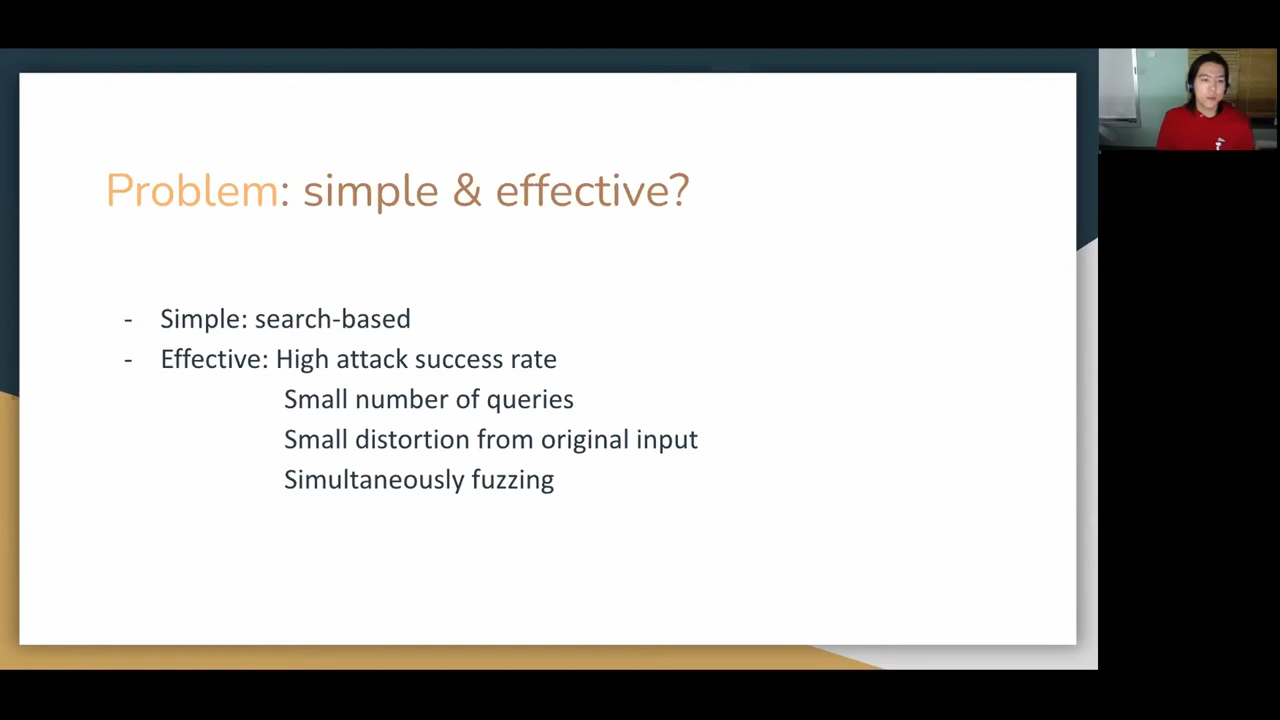 Problem: simple & effective?
- Simple: search-based
- Effective: High attack success rate
Small number of queries
Small distortion from original input
Simultaneously fuzzing